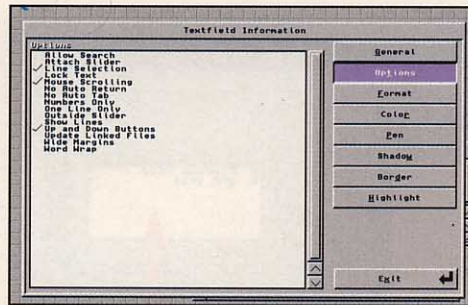 Textfield Information
Options
Allow Search
Attach Slider
Line Selection
Lock Text
Mouse Scrolling
No Auto Return
No Auto Tab
Numbers Only
One Line Only
Outside Slider
Show Lines
Up and Down Buttons
Update Linked Files
Wide Margins
Word Wrap
General
Options
Format
Color
Pen
Shadow
Border
Highlight
Exit